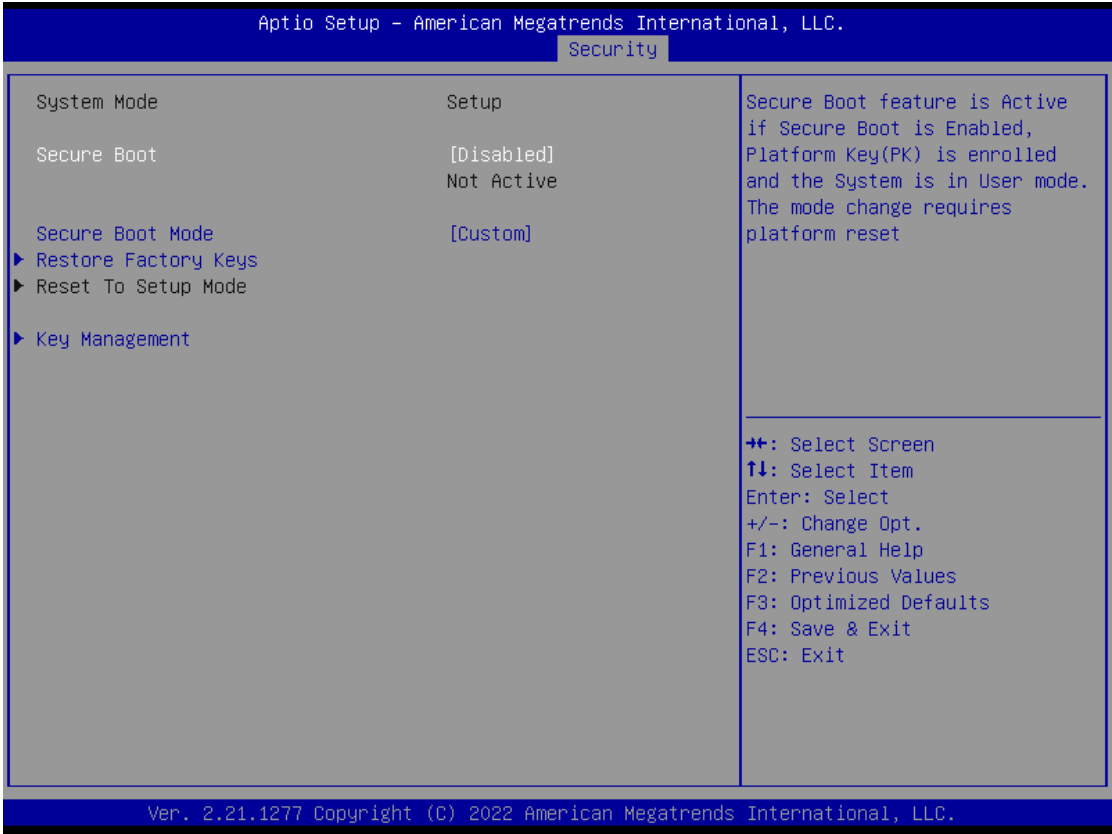 Aptio Setup – American Megatrends International, LLC.
Security
System Mode Setup
Secure Boot [Disabled]
Not Active
Secure Boot Mode [Custom]
Restore Factory Keys
Reset To Setup Mode
Key Management
Secure Boot feature is Active
if Secure Boot is Enabled,
Platform Key(PK) is enrolled
and the System is in User mode.
The mode change requires
platform reset
→←: Select Screen
↑↓: Select Item
Enter: Select
+/-: Change Opt.
F1: General Help
F2: Previous Values
F3: Optimized Defaults
F4: Save & Exit
ESC: Exit
Ver. 2.21.1277 Copyright (C) 2022 American Megatrends International, LLC.